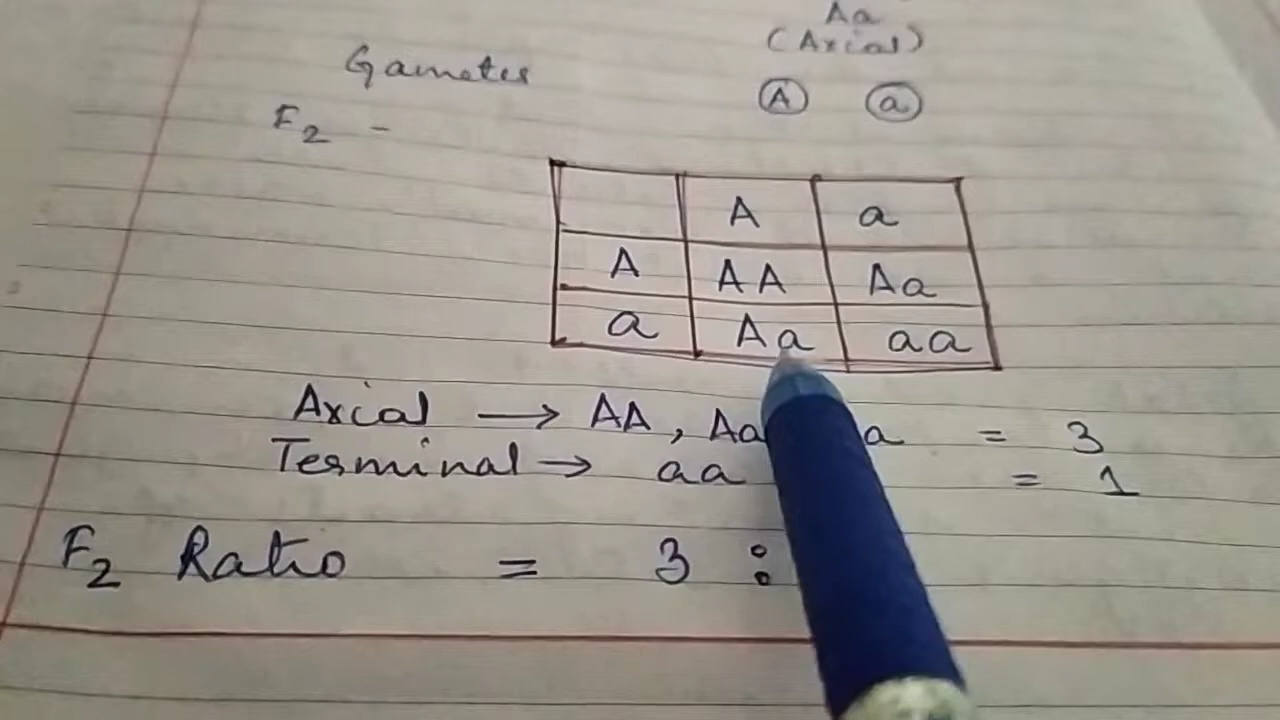 Aa
(Axial)
Gametes
A a
F2 -
A a
A AA Aa
a Aa aa
Axial → AA, Aa a = 3
Terminal → aa = 1
F2 Ratio = 3 :